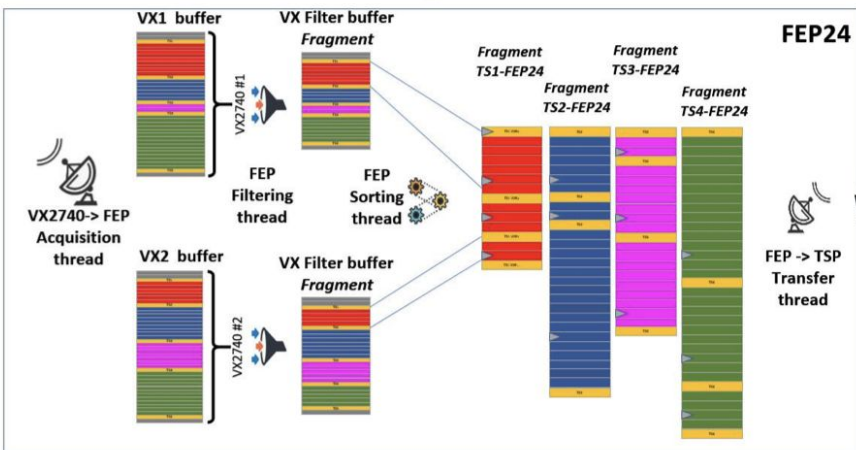 VX1 buffer
VX Filter buffer
Fragment
FEP24
Fragment
TS1-FEP24
Fragment
TS2-FEP24
Fragment
TS3-FEP24
Fragment
TS4-FEP24
VX2740 #1
FEP
Filtering
thread
FEP
Sorting
thread
VX2740-> FEP
Acquisition
thread
FEP -> TSP
Transfer
thread
VX2 buffer
VX Filter buffer
Fragment
VX2740 #2